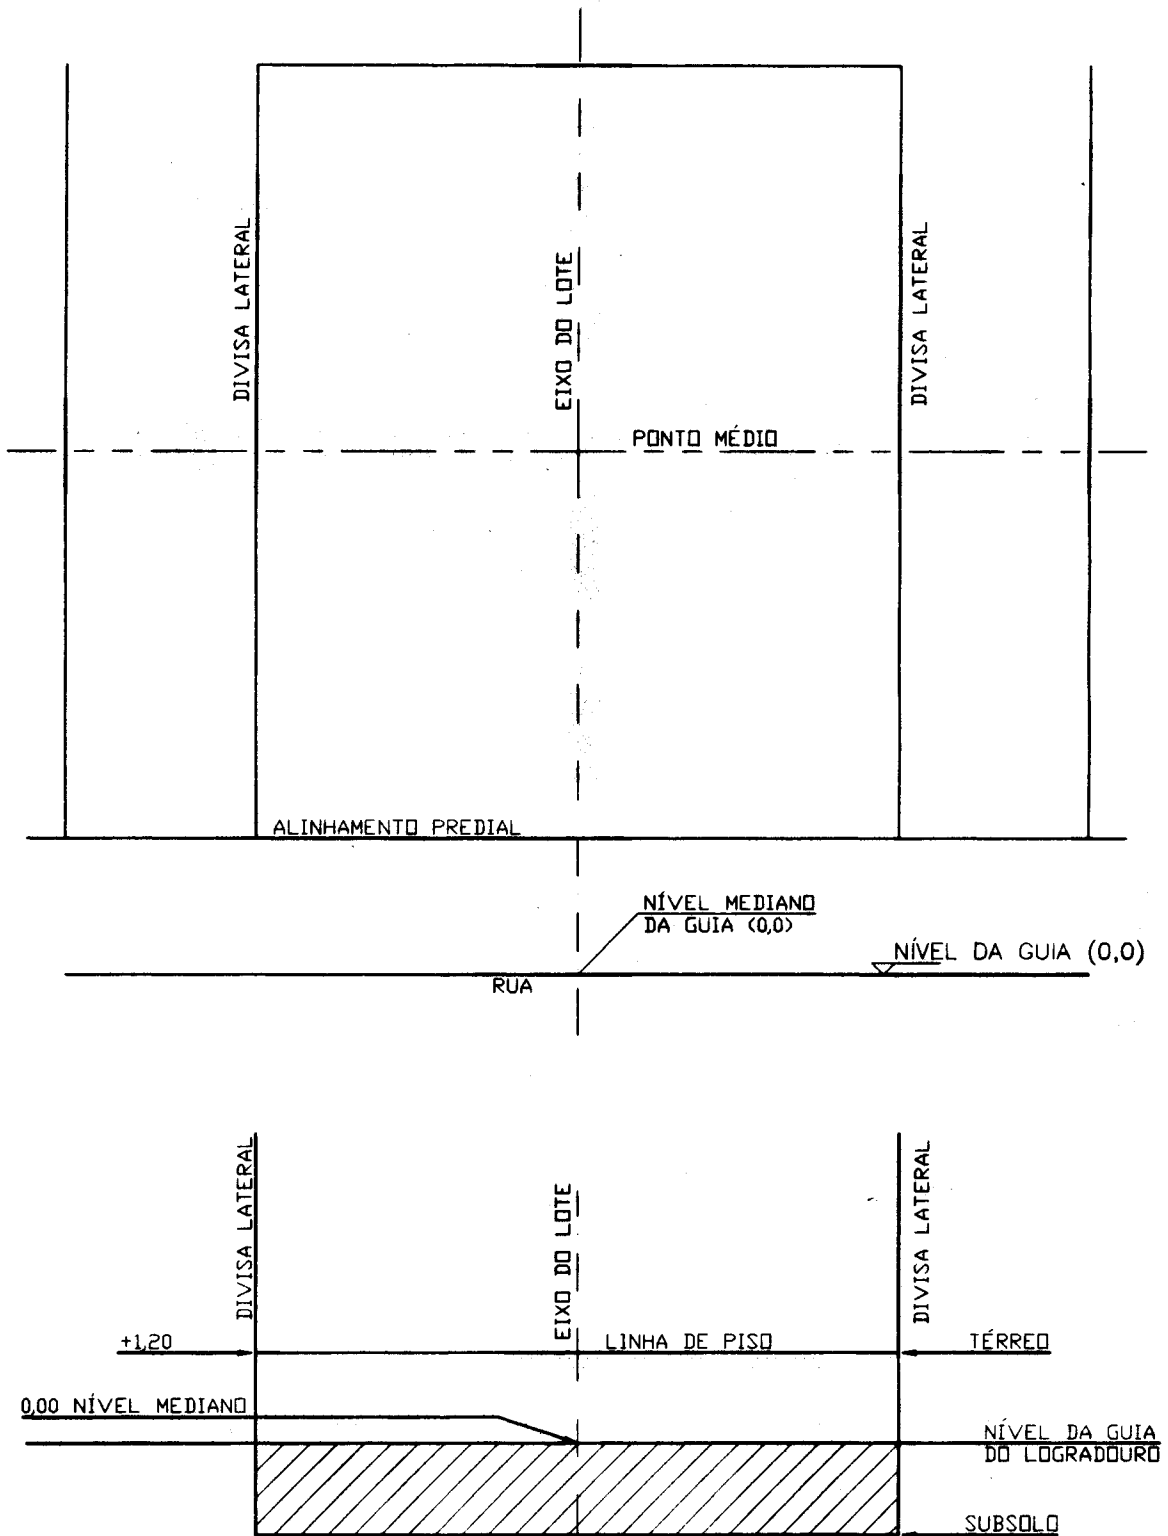 DIVISA LATERAL
EIXO DO LOTE
DIVISA LATERAL
PONTO MÉDIO
ALINHAMENTO PREDIAL
NÍVEL MEDIANO
DA GUIA (0,0)
NÍVEL DA GUIA (0,0)
RUA
DIVISA LATERAL
EIXO DO LOTE
DIVISA LATERAL
+1,20
LINHA DE PISO
TÉRREO
0,00 NÍVEL MEDIANO
NÍVEL DA GUIA
DO LOGRADOURO
SUBSOLO